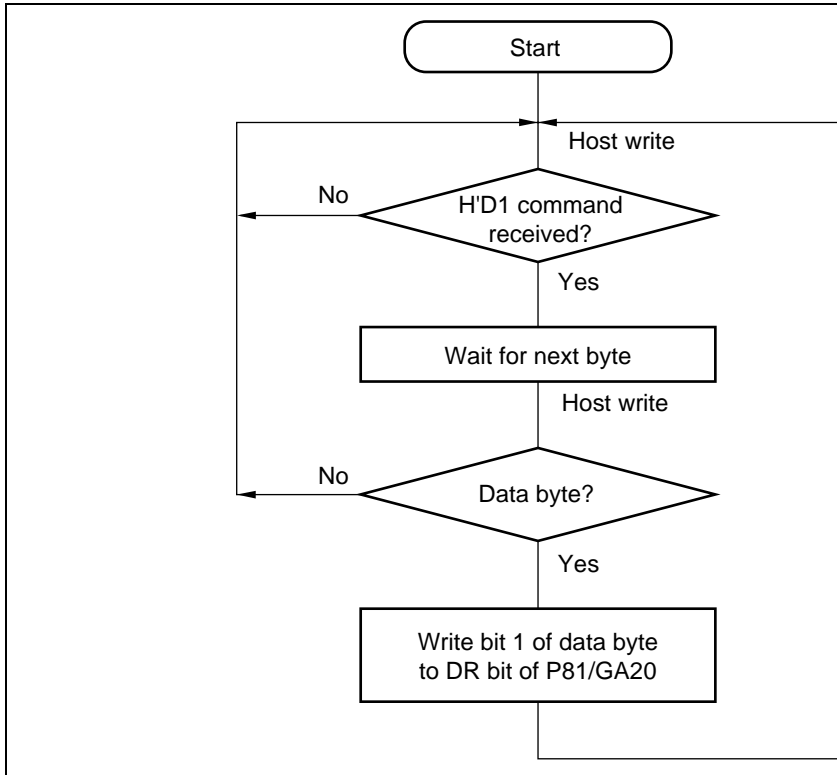 Start
Host write
No
H'D1 command
received?
Yes
Wait for next byte
Host write
No
Data byte?
Yes
Write bit 1 of data byte
to DR bit of P81/GA20